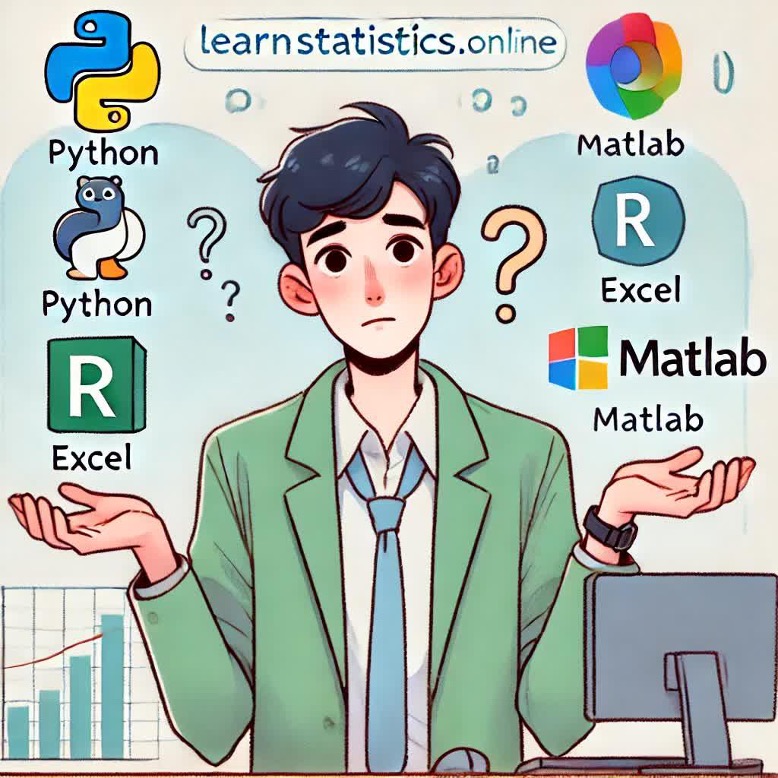 learnstatistics.online
Python
Matlab
Python
R
Excel
R
Excel
Matlab
Matlab
? ? ?